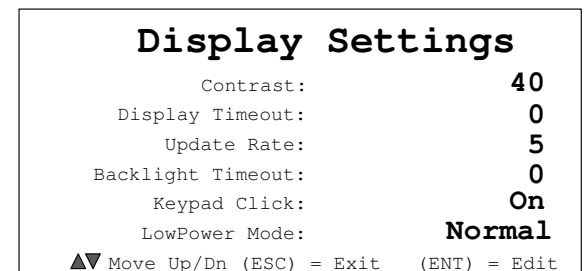 Display Settings
Contrast: 40
Display Timeout: 0
Update Rate: 5
Backlight Timeout: 0
Keypad Click: On
LowPower Mode: Normal
▲▼ Move Up/Dn (ESC) = Exit (ENT) = Edit